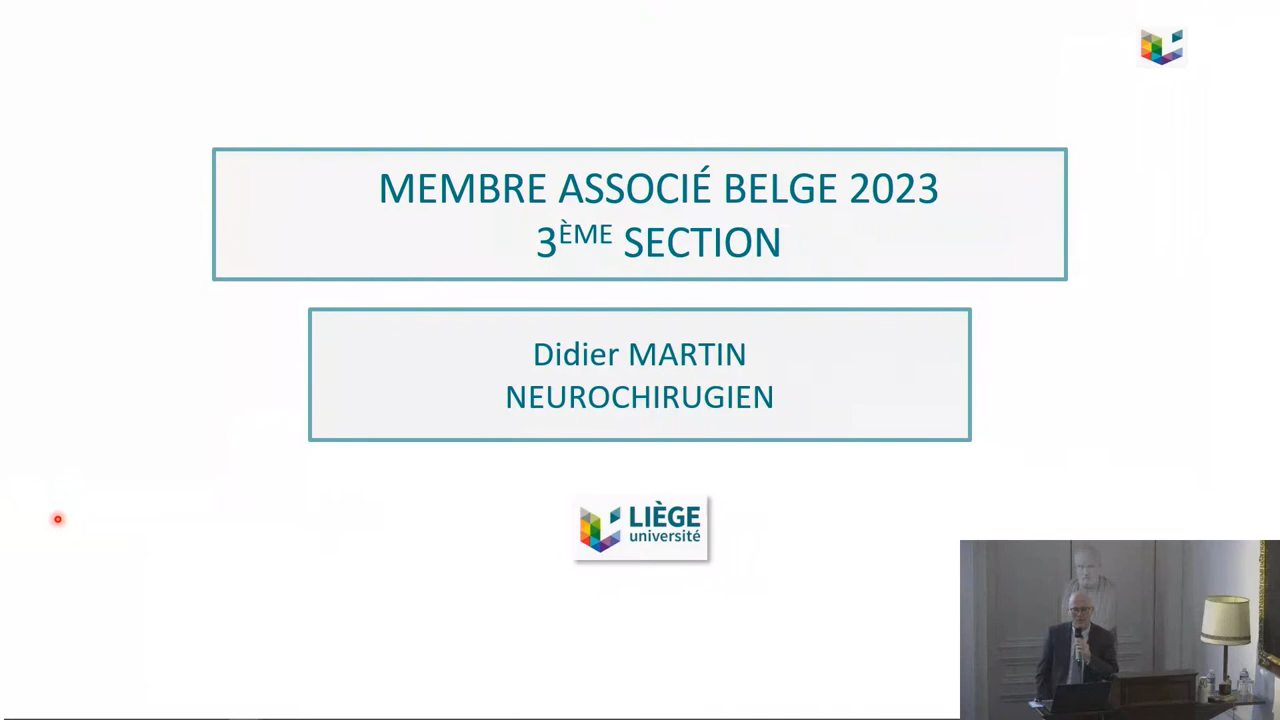 MEMBRE ASSOCIÉ BELGE 2023
3ÈME SECTION
Didier MARTIN
NEUROCHIRUGIEN
LIÈGE
université